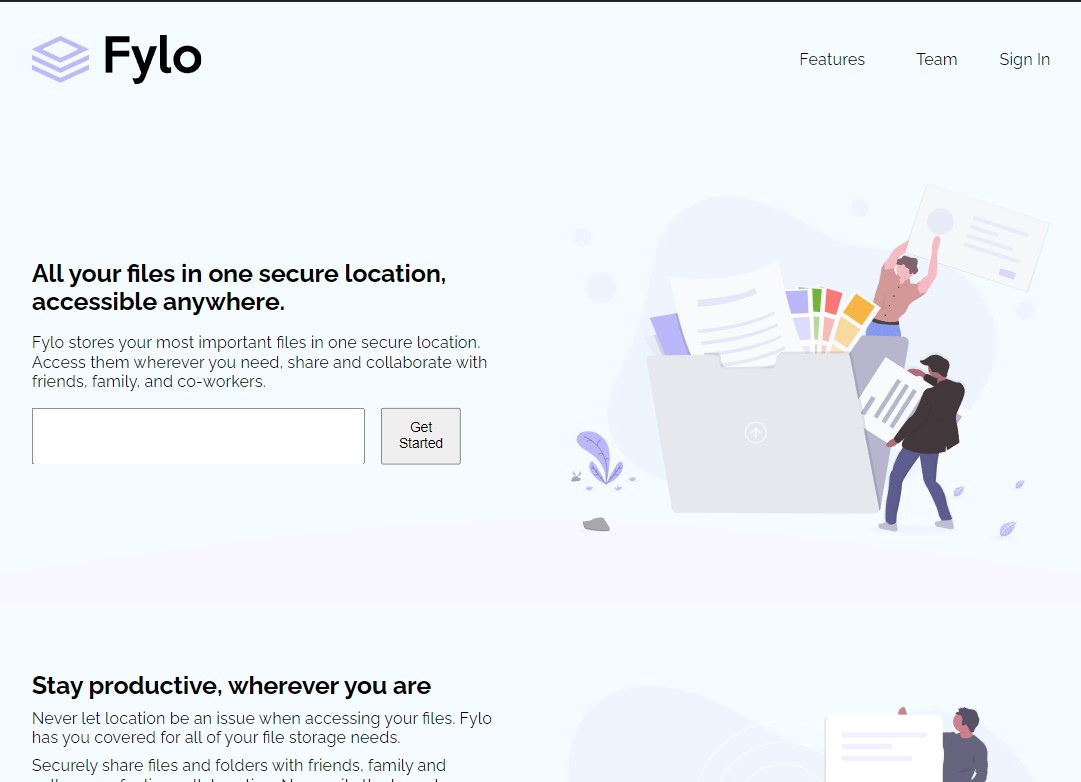 Fylo
Features Team Sign In
All your files in one secure location,
accessible anywhere.
Fylo stores your most important files in one secure location.
Access them wherever you need, share and collaborate with
friends, family, and co-workers.
Get
Started
Stay productive, wherever you are
Never let location be an issue when accessing your files. Fylo
has you covered for all of your file storage needs.
Securely share files and folders with friends, family and